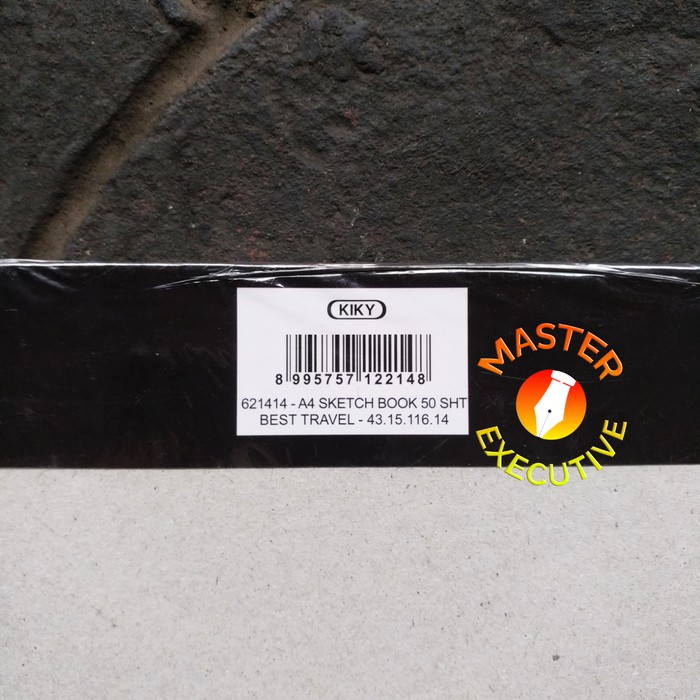 KIKY
8 995757 122148
621414 - A4 SKETCH BOOK 50 SHT
BEST TRAVEL - 43.15.116.14
MASTER
EXECUTIVE